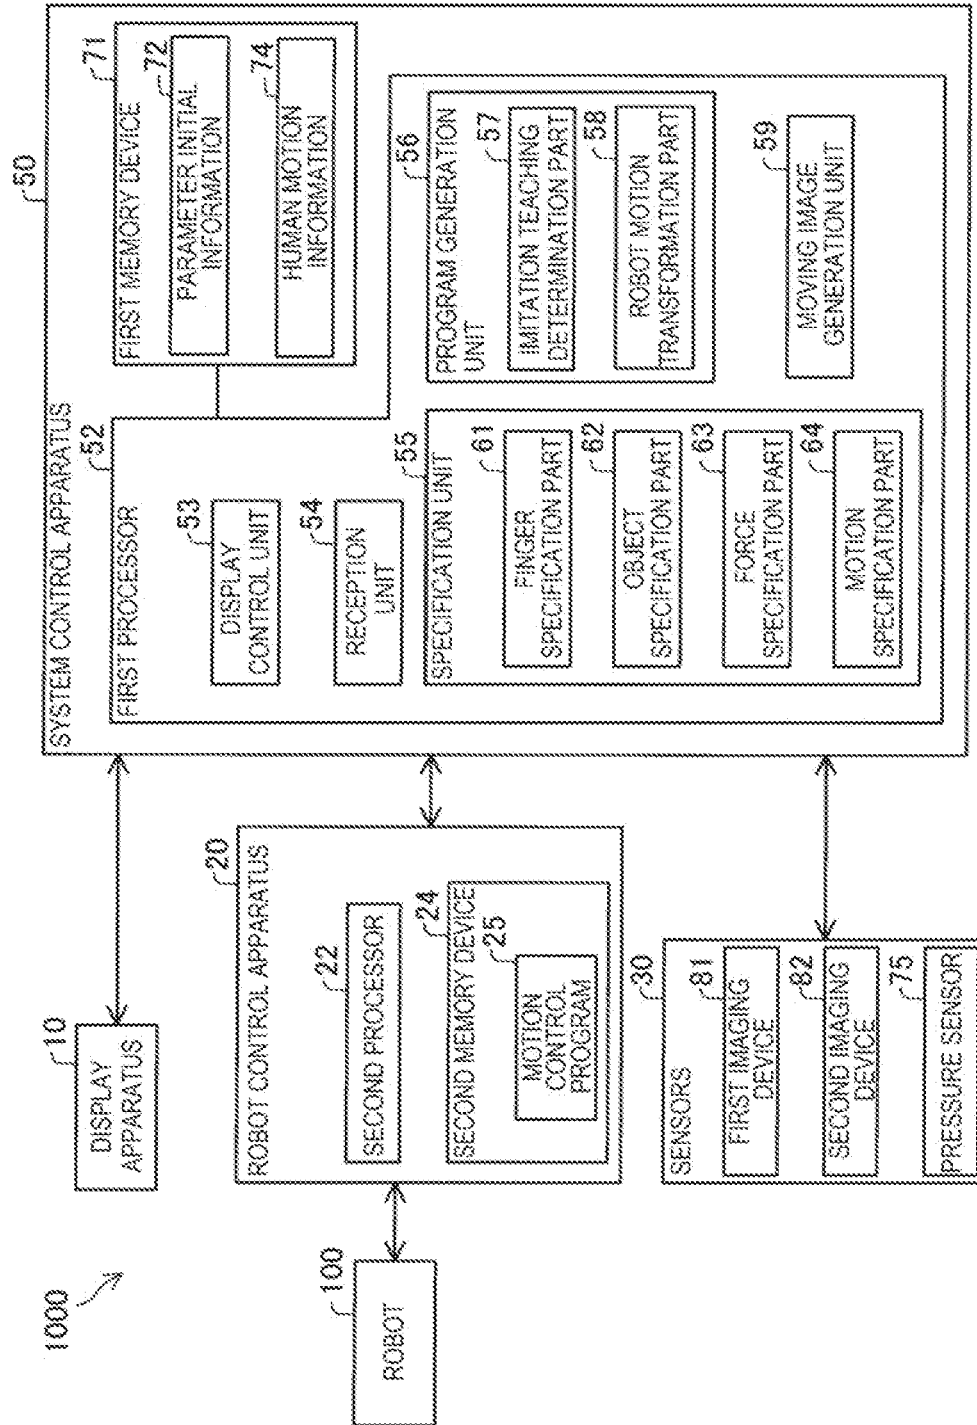 1000
10
DISPLAY
APPARATUS
100
ROBOT
20
ROBOT CONTROL APPARATUS
22
SECOND PROCESSOR
24
SECOND MEMORY DEVICE
25
MOTION
CONTROL
PROGRAM
30
SENSORS
81
FIRST IMAGING
DEVICE
82
SECOND IMAGING
DEVICE
75
PRESSURE SENSOR
50
SYSTEM CONTROL APPARATUS
52
FIRST PROCESSOR
53
DISPLAY
CONTROL UNIT
54
RECEPTION
UNIT
55
SPECIFICATION UNIT
61
FINGER
SPECIFICATION PART
62
OBJECT
SPECIFICATION PART
63
FORCE
SPECIFICATION PART
64
MOTION
SPECIFICATION PART
71
FIRST MEMORY DEVICE
72
PARAMETER INITIAL
INFORMATION
74
HUMAN MOTION
INFORMATION
56
PROGRAM GENERATION
UNIT
57
IMITATION TEACHING
DETERMINATION PART
58
ROBOT MOTION
TRANSFORMATION PART
59
MOVING IMAGE
GENERATION UNIT